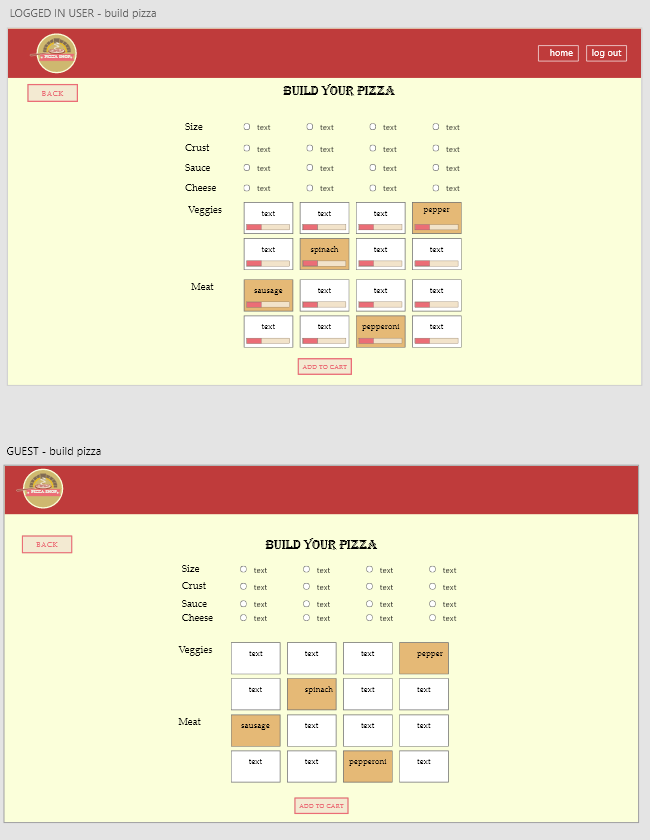 LOGGED IN USER - build pizza
PIZZA SHOP
home log out
BACK
BUILD YOUR PIZZA
Size text text text text
Crust text text text text
Sauce text text text text
Cheese text text text text
Veggies text text text pepper
text spinach text text
Meat sausage text text text
text text pepperoni text
ADD TO CART
GUEST - build pizza
PIZZA SHOP
BACK
BUILD YOUR PIZZA
Size text text text text
Crust text text text text
Sauce text text text text
Cheese text text text text
Veggies text text text pepper
text spinach text text
Meat sausage text text text
text text pepperoni text
ADD TO CART